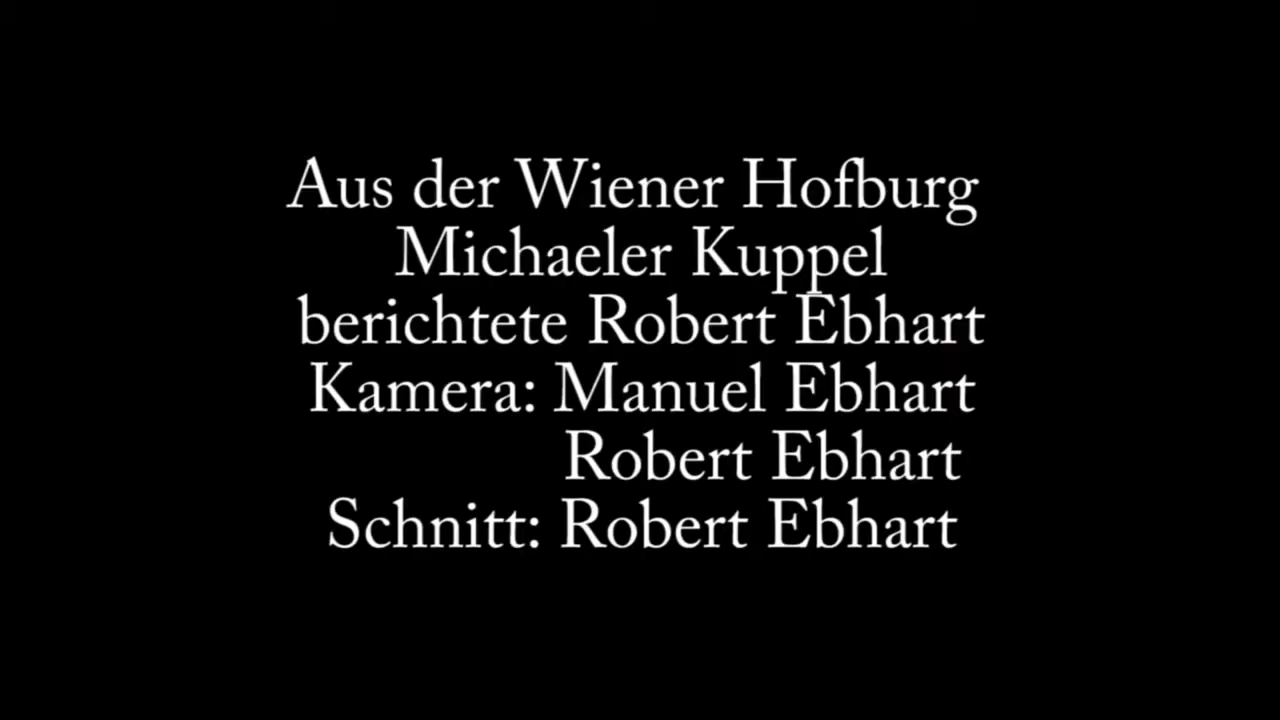 Aus der Wiener Hofburg
Michaeler Kuppel
berichtete Robert Ebhart
Kamera: Manuel Ebhart
Robert Ebhart
Schnitt: Robert Ebhart